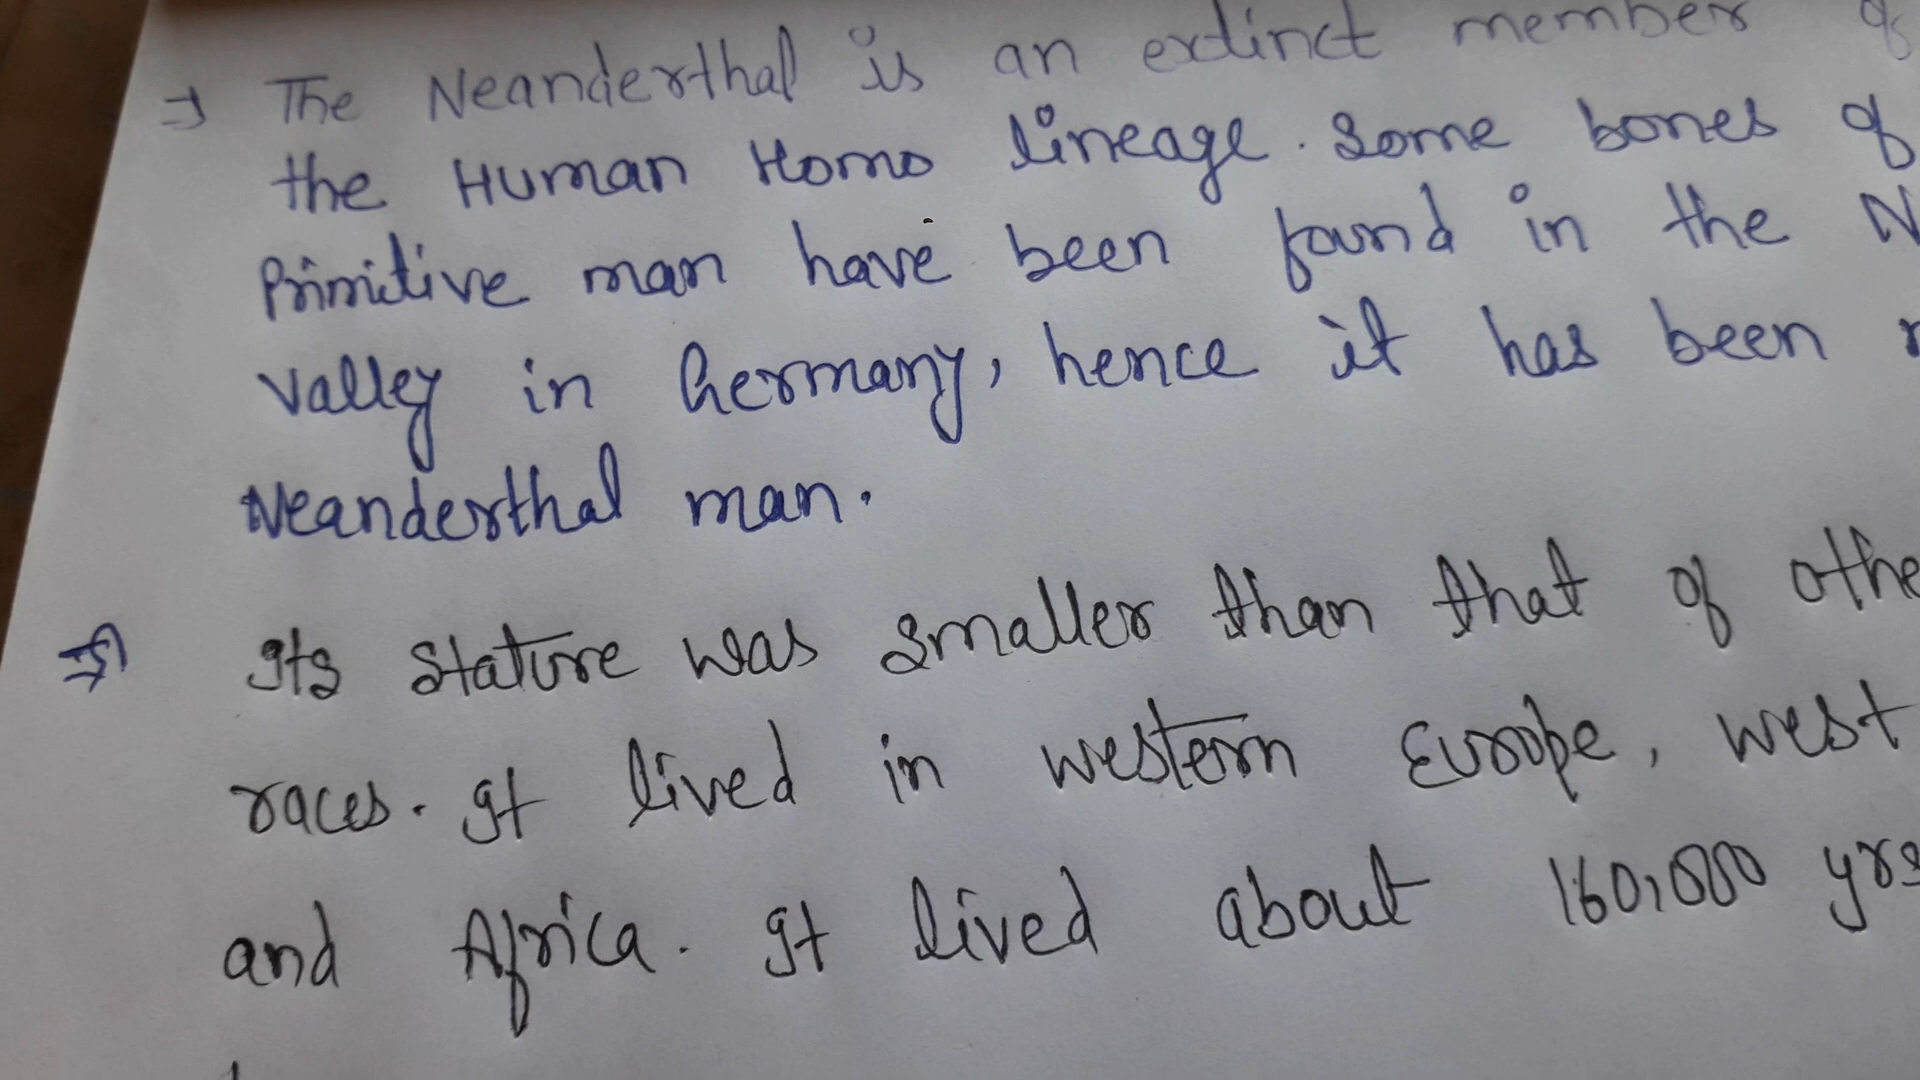 → The Neanderthal is an extinct member of
the Human Homo lineage. Some bones of
Primitive man have been found in the
valley in Germany, hence it has been
Neanderthal man.
⇒ Its stature was smaller than that of
races. It lived in western Europe, west
and Africa. It lived about 160,000 yrs